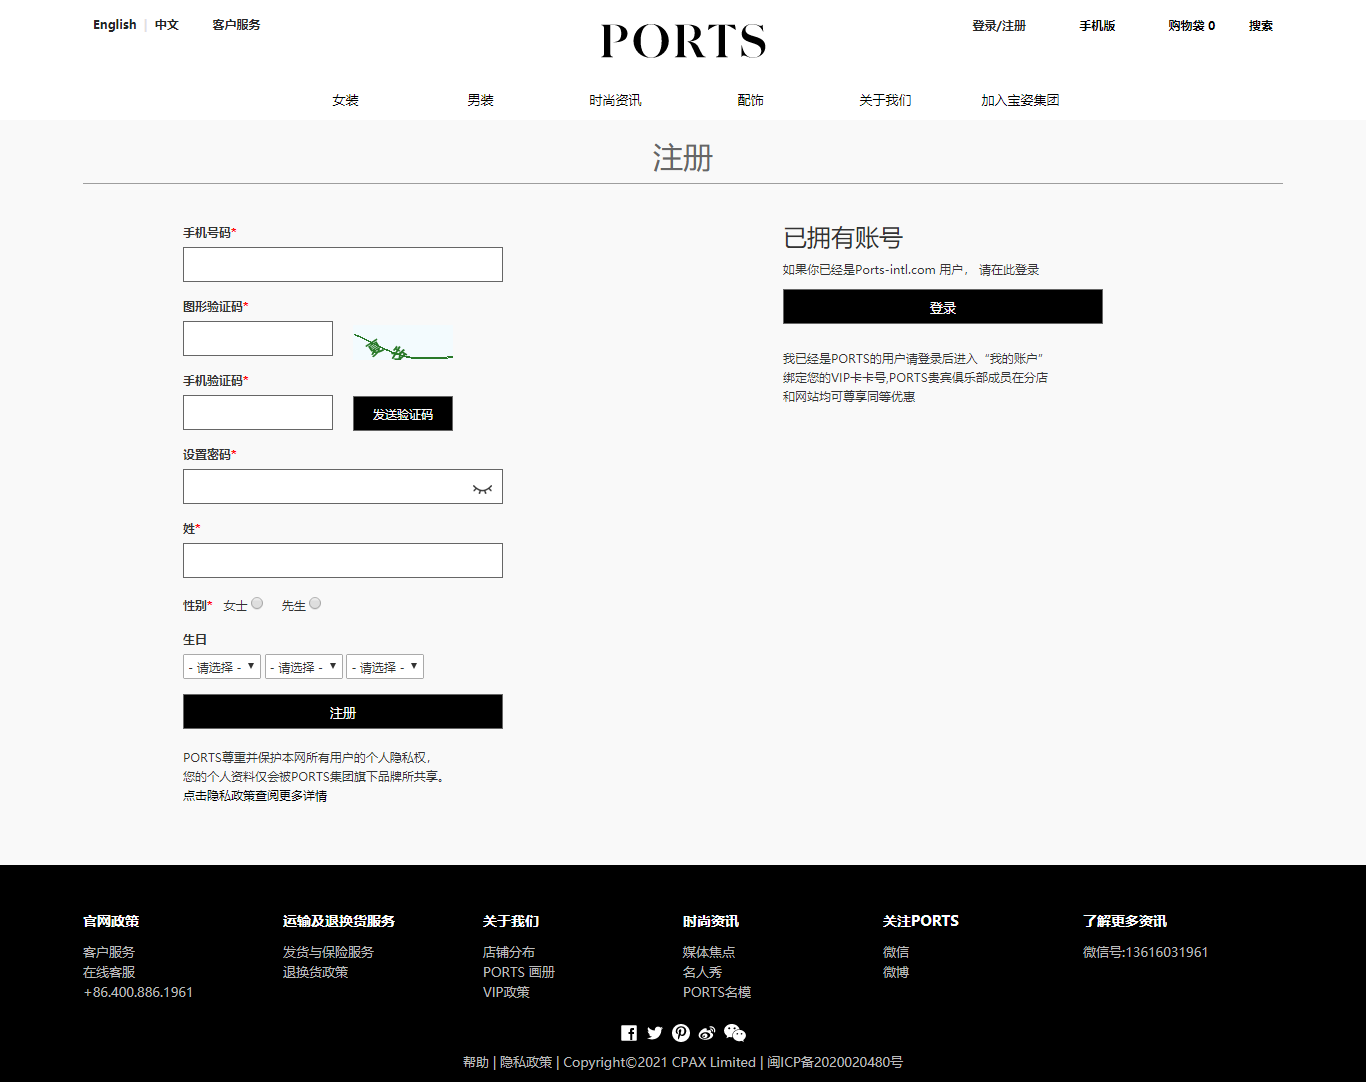 English | 中文 客户服务
PORTS
登录/注册 手机版 购物袋 0 搜索
女装 男装 时尚资讯 配饰 关于我们 加入宝姿集团
注册
手机号码*
图形验证码*
手机验证码*
发送验证码
设置密码*
姓*
性别* 女士 先生
生日
- 请选择 - - 请选择 - - 请选择 -
注册
PORTS尊重并保护本网所有用户的个人隐私权，
您的个人资料仅会被PORTS集团旗下品牌所共享。
点击隐私政策查阅更多详情
已拥有账号
如果你已经是Ports-intl.com 用户， 请在此登录
登录
我已经是PORTS的用户请登录后进入“我的账户”
绑定您的VIP卡卡号,PORTS贵宾俱乐部成员在分店
和网站均可尊享同等优惠
官网政策
客户服务
在线客服
+86.400.886.1961
运输及退换货服务
发货与保险服务
退换货政策
关于我们
店铺分布
PORTS 画册
VIP政策
时尚资讯
媒体焦点
名人秀
PORTS名模
关注PORTS
微信
微博
了解更多资讯
微信号:13616031961
帮助 | 隐私政策 | Copyright©2021 CPAX Limited | 闽ICP备2020020480号